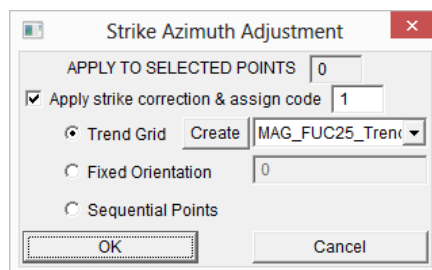 Strike Azimuth Adjustment ×
APPLY TO SELECTED POINTS 0
Apply strike correction & assign code 1
Trend Grid Create MAG_FUC25_Trend
Fixed Orientation 0
Sequential Points
OK Cancel